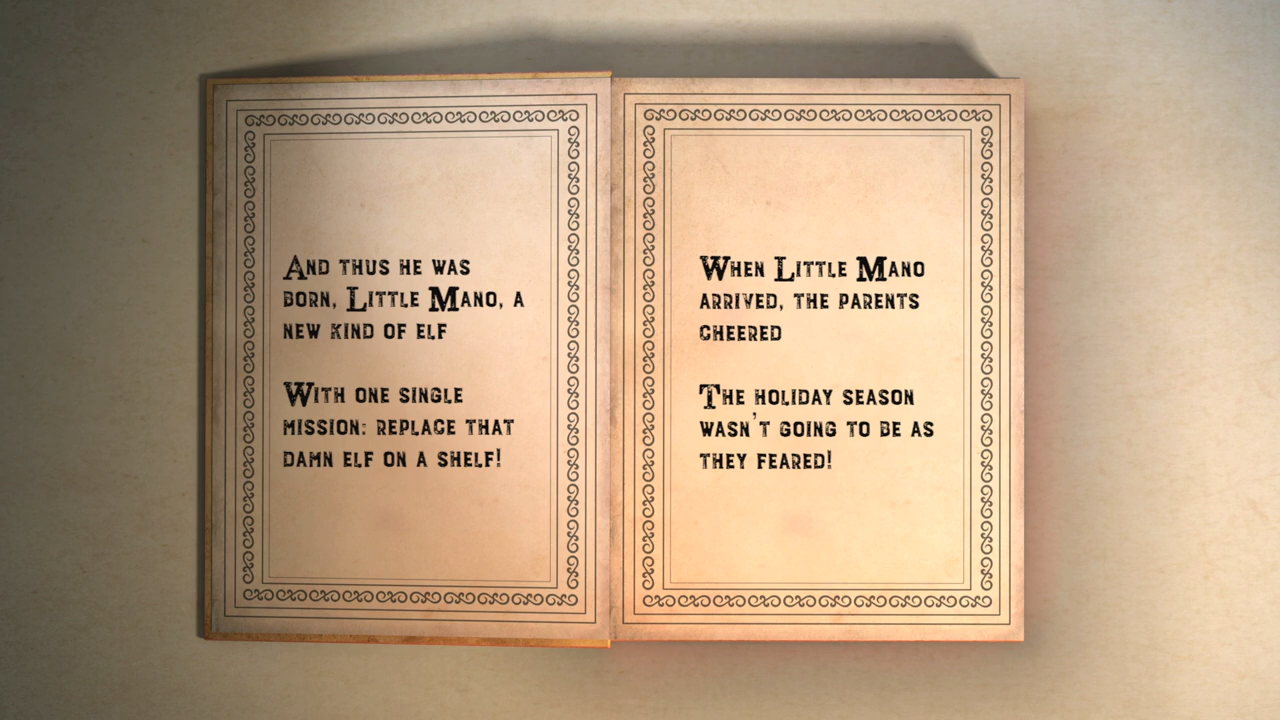 And thus he was
born, Little Mano, a
new kind of elf
With one single
mission: replace that
damn elf on a shelf!
When Little Mano
arrived, the parents
cheered
The holiday season
wasn't going to be as
they feared!